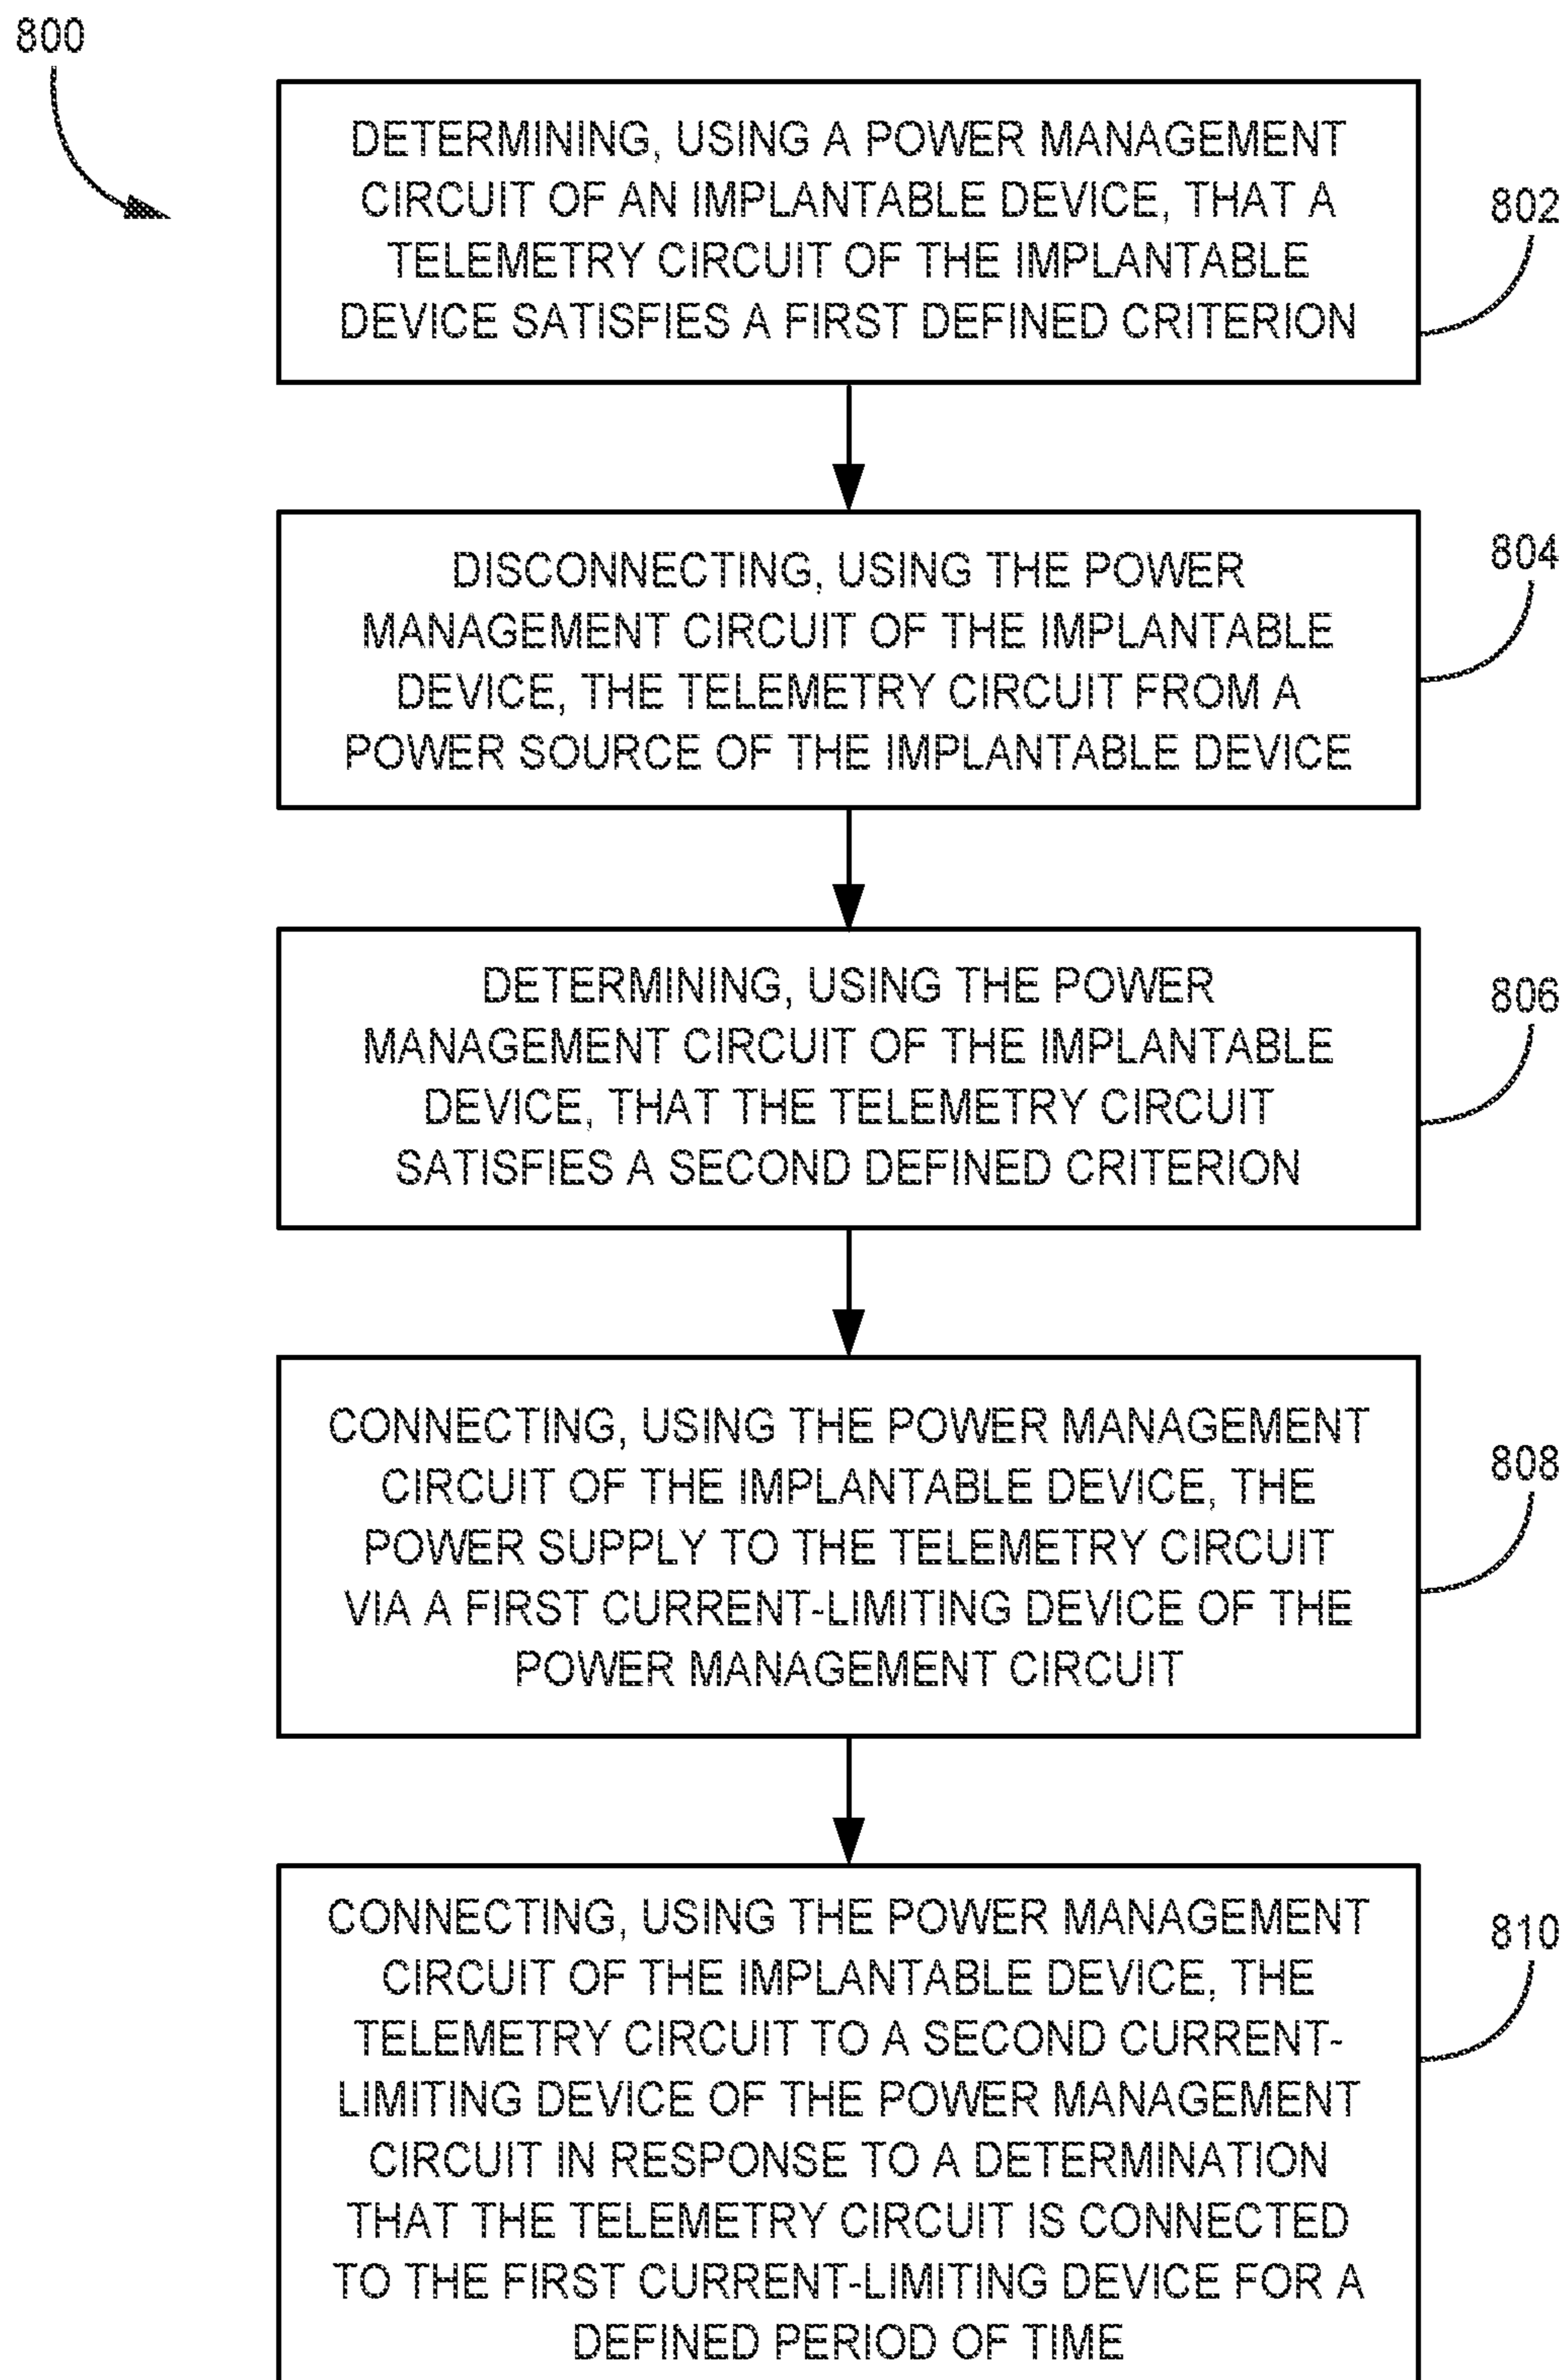 800
DETERMINING, USING A POWER MANAGEMENT
CIRCUIT OF AN IMPLANTABLE DEVICE, THAT A
TELEMETRY CIRCUIT OF THE IMPLANTABLE
DEVICE SATISFIES A FIRST DEFINED CRITERION
802
DISCONNECTING, USING THE POWER
MANAGEMENT CIRCUIT OF THE IMPLANTABLE
DEVICE, THE TELEMETRY CIRCUIT FROM A
POWER SOURCE OF THE IMPLANTABLE DEVICE
804
DETERMINING, USING THE POWER
MANAGEMENT CIRCUIT OF THE IMPLANTABLE
DEVICE, THAT THE TELEMETRY CIRCUIT
SATISFIES A SECOND DEFINED CRITERION
806
CONNECTING, USING THE POWER MANAGEMENT
CIRCUIT OF THE IMPLANTABLE DEVICE, THE
POWER SUPPLY TO THE TELEMETRY CIRCUIT
VIA A FIRST CURRENT-LIMITING DEVICE OF THE
POWER MANAGEMENT CIRCUIT
808
CONNECTING, USING THE POWER MANAGEMENT
CIRCUIT OF THE IMPLANTABLE DEVICE, THE
TELEMETRY CIRCUIT TO A SECOND CURRENT-
LIMITING DEVICE OF THE POWER MANAGEMENT
CIRCUIT IN RESPONSE TO A DETERMINATION
THAT THE TELEMETRY CIRCUIT IS CONNECTED
TO THE FIRST CURRENT-LIMITING DEVICE FOR A
DEFINED PERIOD OF TIME
810